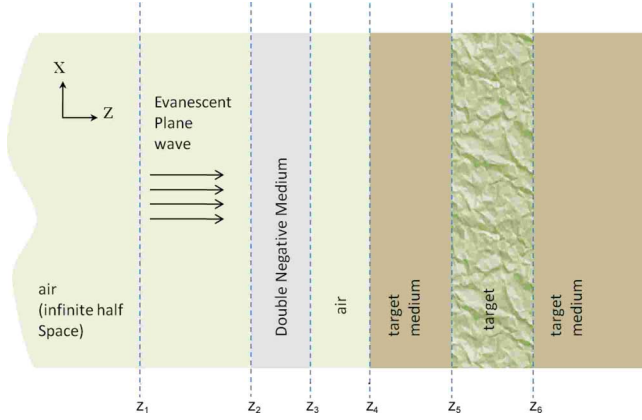 X
Z
Evanescent
Plane
wave
air
(infinite half
Space)
Double Negative Medium
air
target
medium
target
target
medium
z1
z2
z3
z4
z5
z6